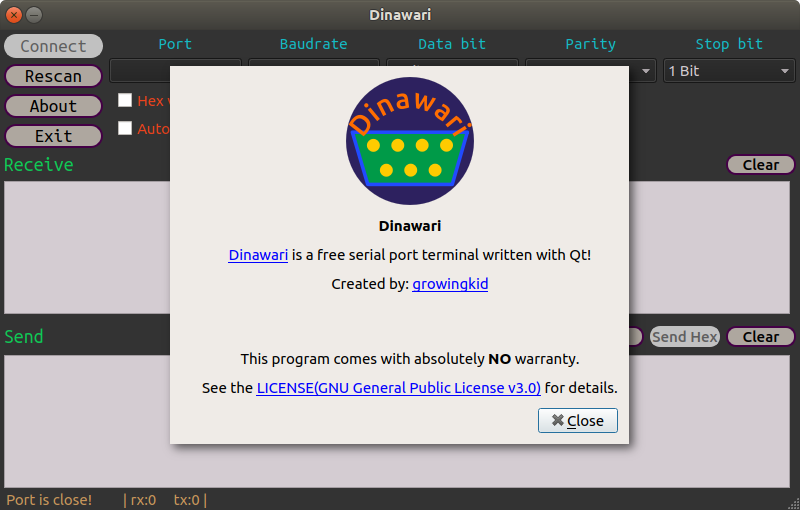 Dinawari
Connect
Port
Baudrate
Data bit
Parity
Stop bit
Rescan
1 Bit
About
Hex
Exit
Auto
Receive
Clear
Dinawari
Dinawari
Dinawari is a free serial port terminal written with Qt!
Created by: growingkid
Send
Send Hex
Clear
This program comes with absolutely NO warranty.
See the LICENSE(GNU General Public License v3.0) for details.
Close
Port is close! | rx:0 tx:0 |